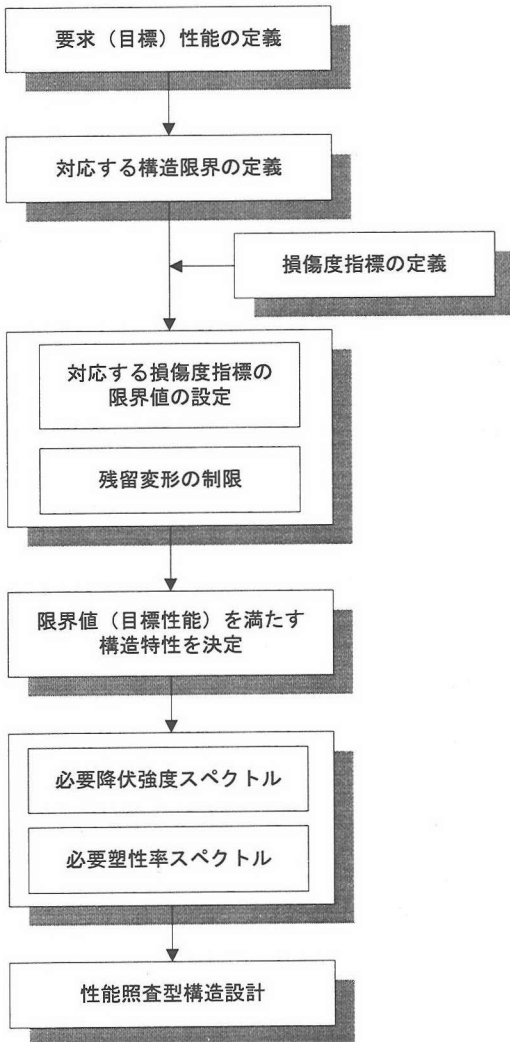 要求（目標）性能の定義
対応する構造限界の定義
損傷度指標の定義
対応する損傷度指標の
限界値の設定
残留変形の制限
限界値（目標性能）を満たす
構造特性を決定
必要降伏強度スペクトル
必要塑性率スペクトル
性能照査型構造設計